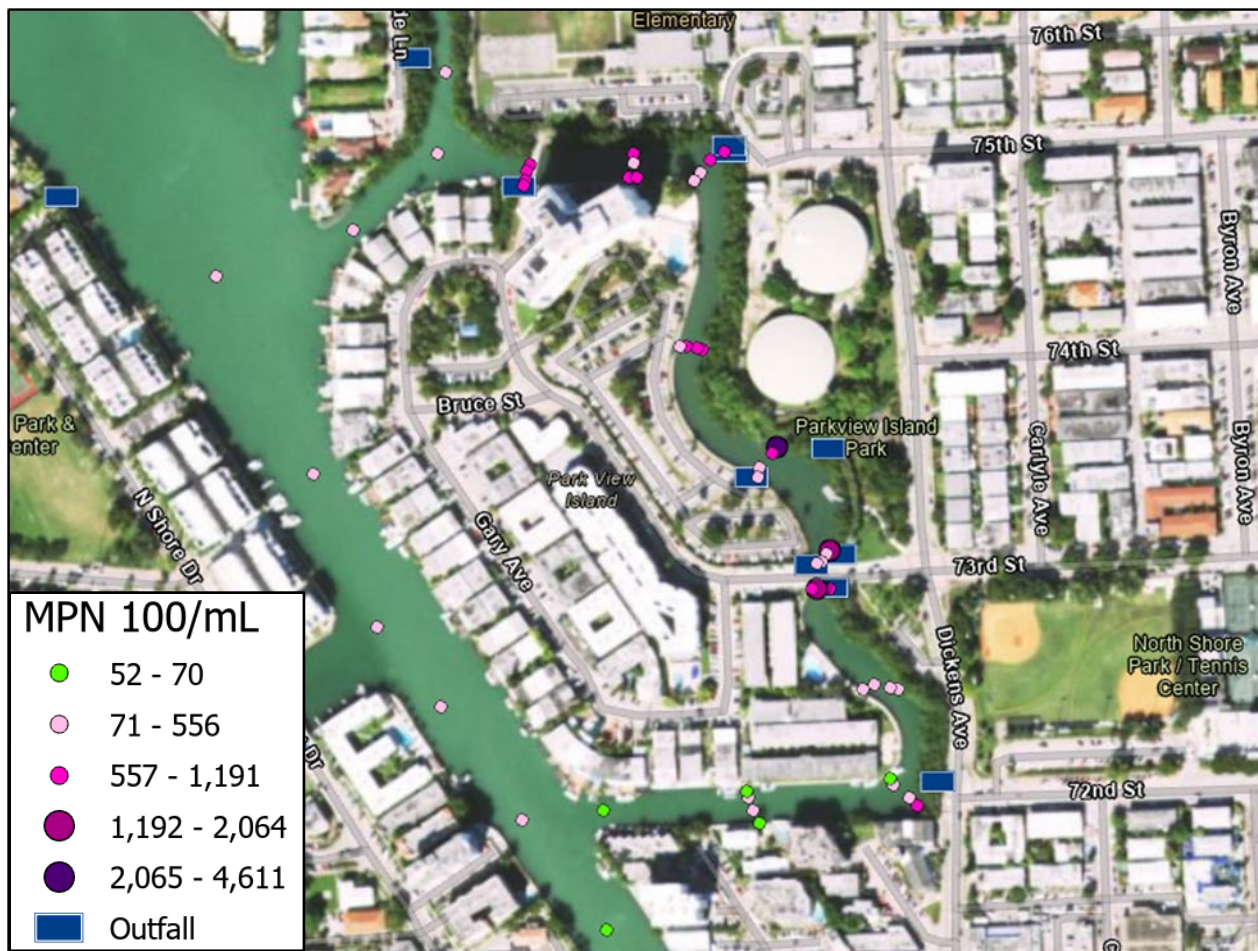 Elementary
76th St
ie Ln
75th St
Byron Ave
74th St
Bruce St
Park &
enter
Parkview Island
Park
Carlyle Ave
Byron Ave
Park View
Island
N Shore Dr
Gary Ave
73rd St
MPN 100/mL
52 - 70
71 - 556
557 - 1,191
1,192 - 2,064
2,065 - 4,611
Outfall
Dickens Ave
North Shore
Park / Tennis
Center
Dr
72nd St